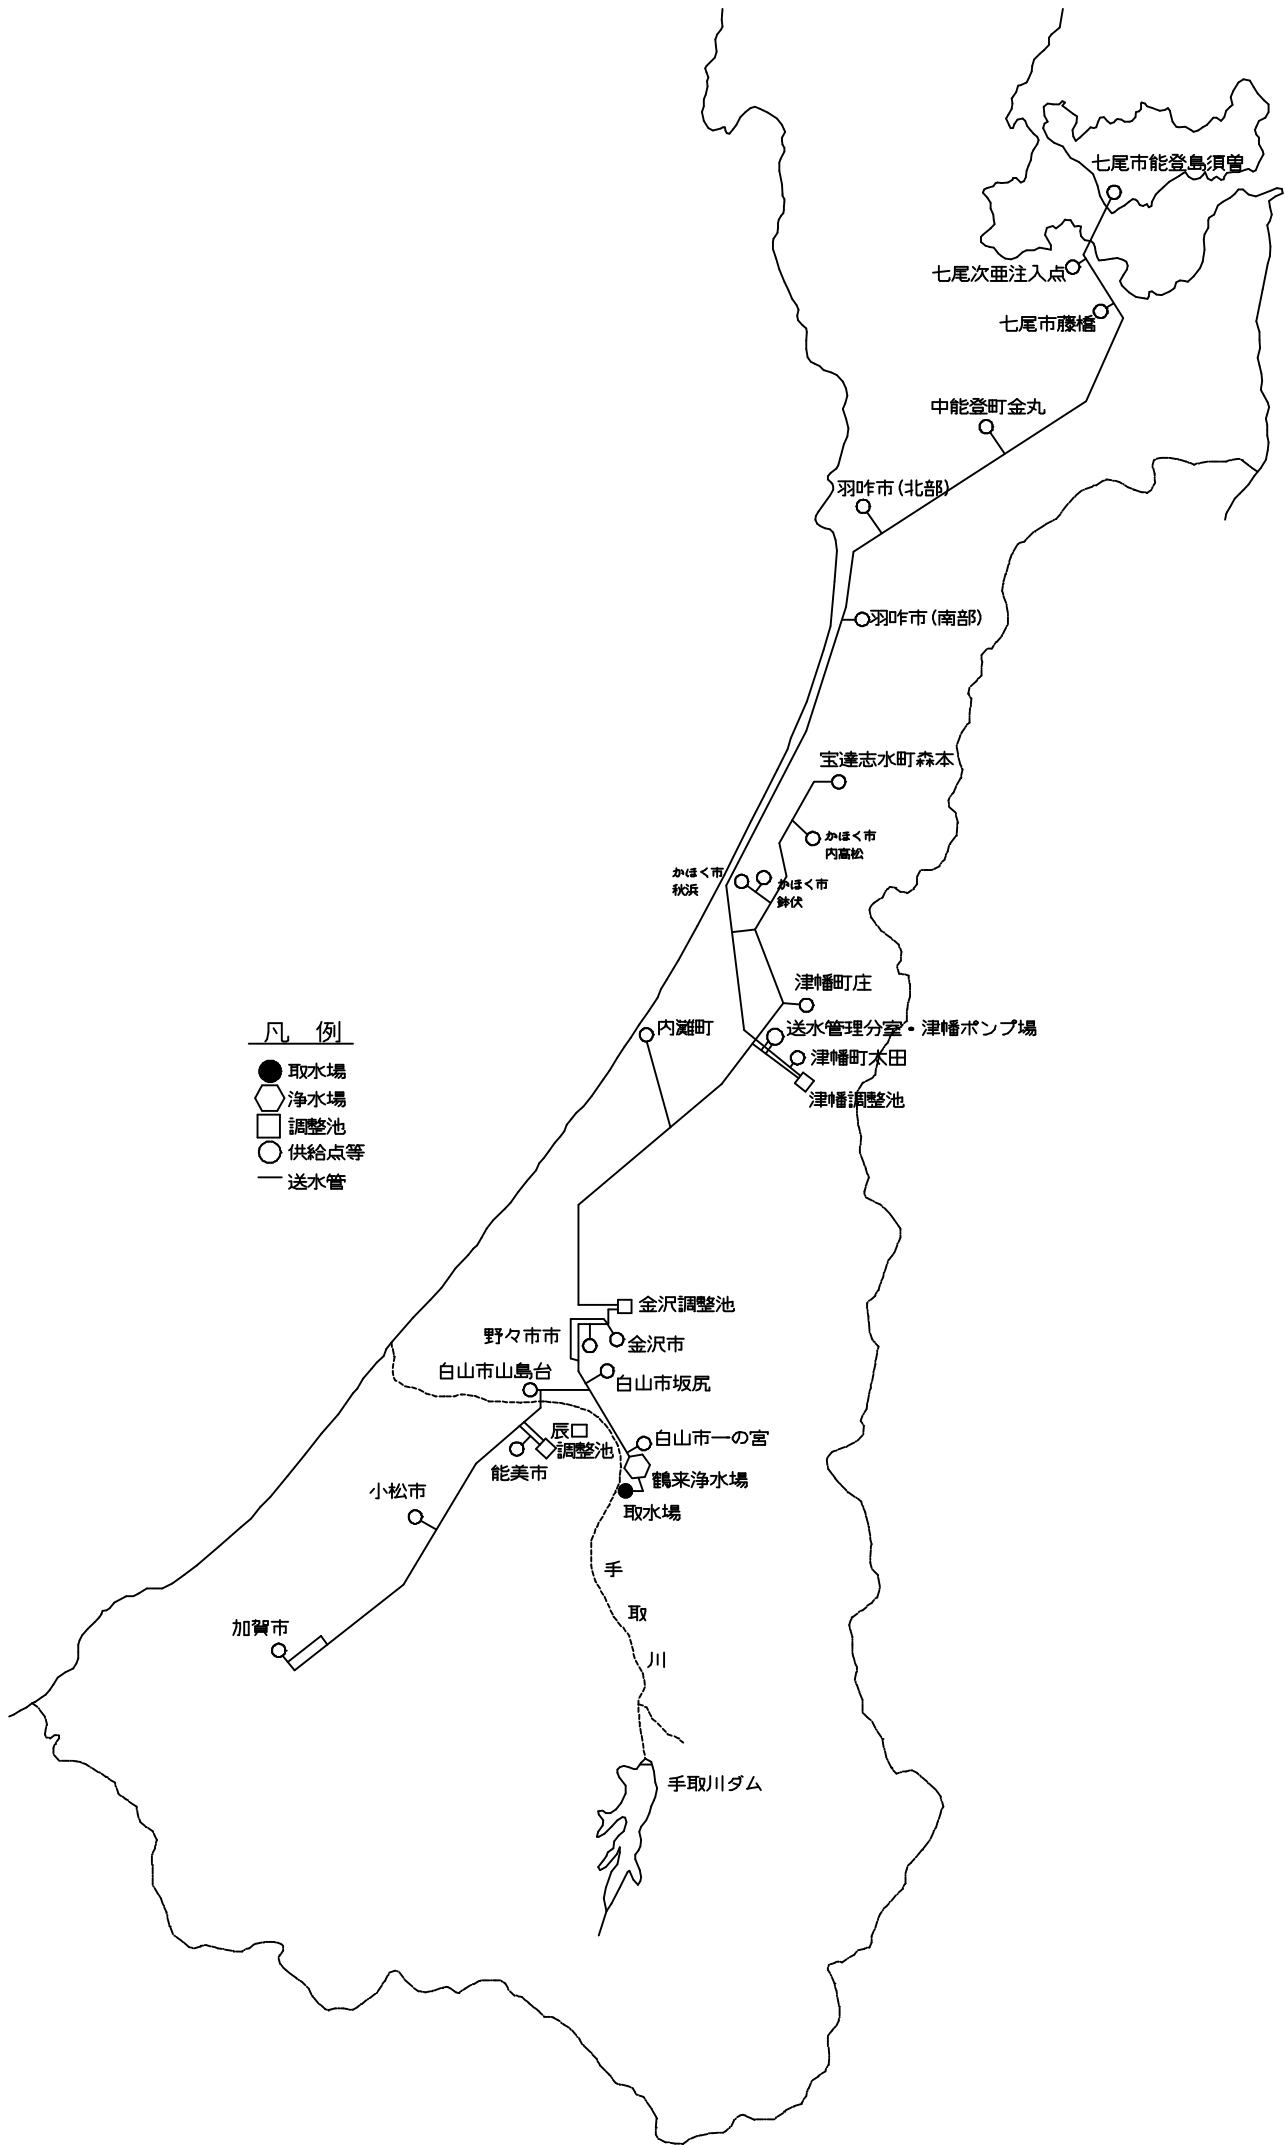 七尾市能登島須曽
七尾次亜注入点
七尾市藤橋
中能登町金丸
羽咋市(北部)
羽咋市(南部)
宝達志水町森本
かほく市
内高松
かほく市
秋浜
かほく市
鉢伏
津幡町庄
内灘町
送水管理分室・津幡ポンプ場
津幡町太田
津幡調整池
凡 例
取水場
浄水場
調整池
供給点等
送水管
金沢調整池
野々市市
金沢市
白山市山島台
白山市坂尻
辰口
調整池
白山市一の宮
能美市
鶴来浄水場
小松市
取水場
手
取
川
加賀市
手取川ダム